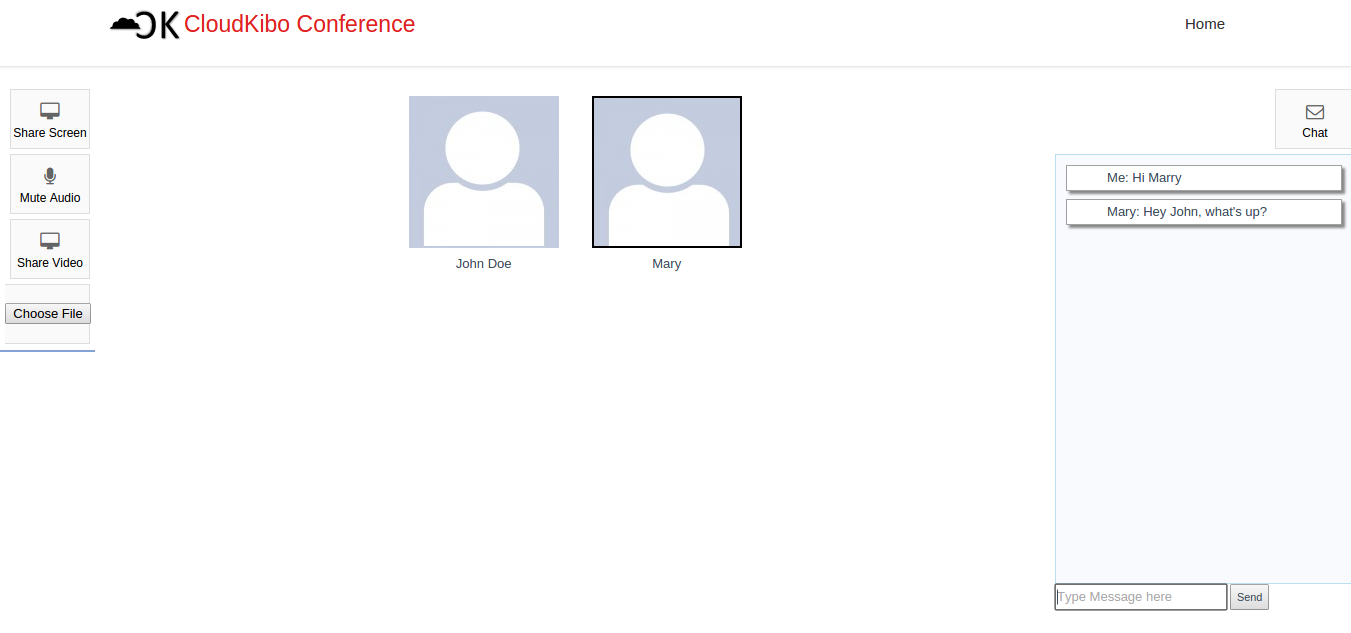 CK CloudKibo Conference
Home
Share Screen
Mute Audio
Share Video
Choose File
John Doe
Mary
Chat
Me: Hi Marry
Mary: Hey John, what's up?
Type Message here
Send